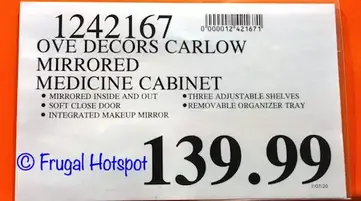 1242167
0"000012"421671"
OVE DECORS CARLOW
MIRRORED
MEDICINE CABINET
• MIRRORED INSIDE AND OUT
• SOFT CLOSE DOOR
• INTEGRATED MAKEUP MIRROR
• THREE ADJUSTABLE SHELVES
• REMOVABLE ORGANIZER TRAY
© Frugal Hotspot
139.99